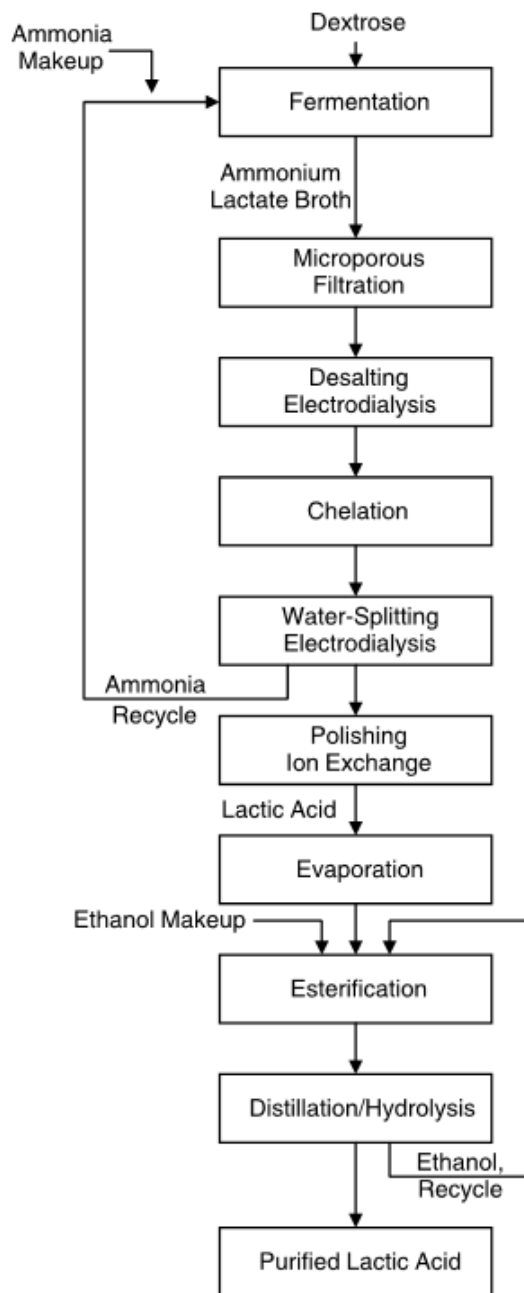 Ammonia
Makeup
Dextrose
Fermentation
Ammonium
Lactate Broth
Microporous
Filtration
Desalting
Electrodialysis
Chelation
Water-Splitting
Electrodialysis
Ammonia
Recycle
Polishing
Ion Exchange
Lactic Acid
Evaporation
Ethanol Makeup
Esterification
Distillation/Hydrolysis
Ethanol,
Recycle
Purified Lactic Acid